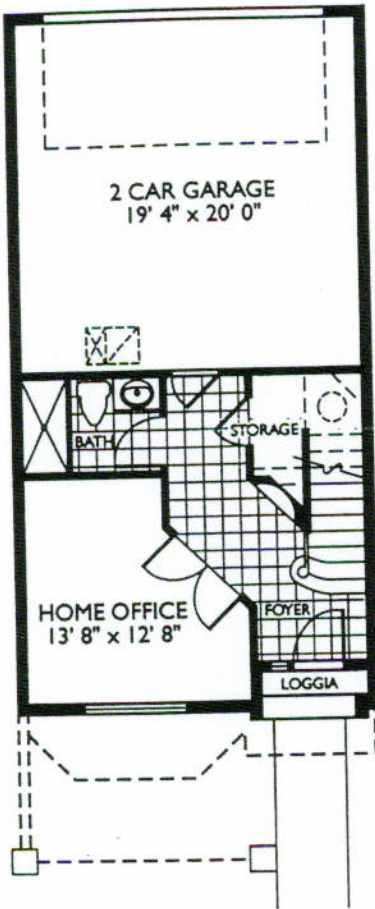 2 CAR GARAGE
19' 4" x 20' 0"
BATH
STORAGE
HOME OFFICE
13' 8" x 12' 8"
FOYER
LOGGIA